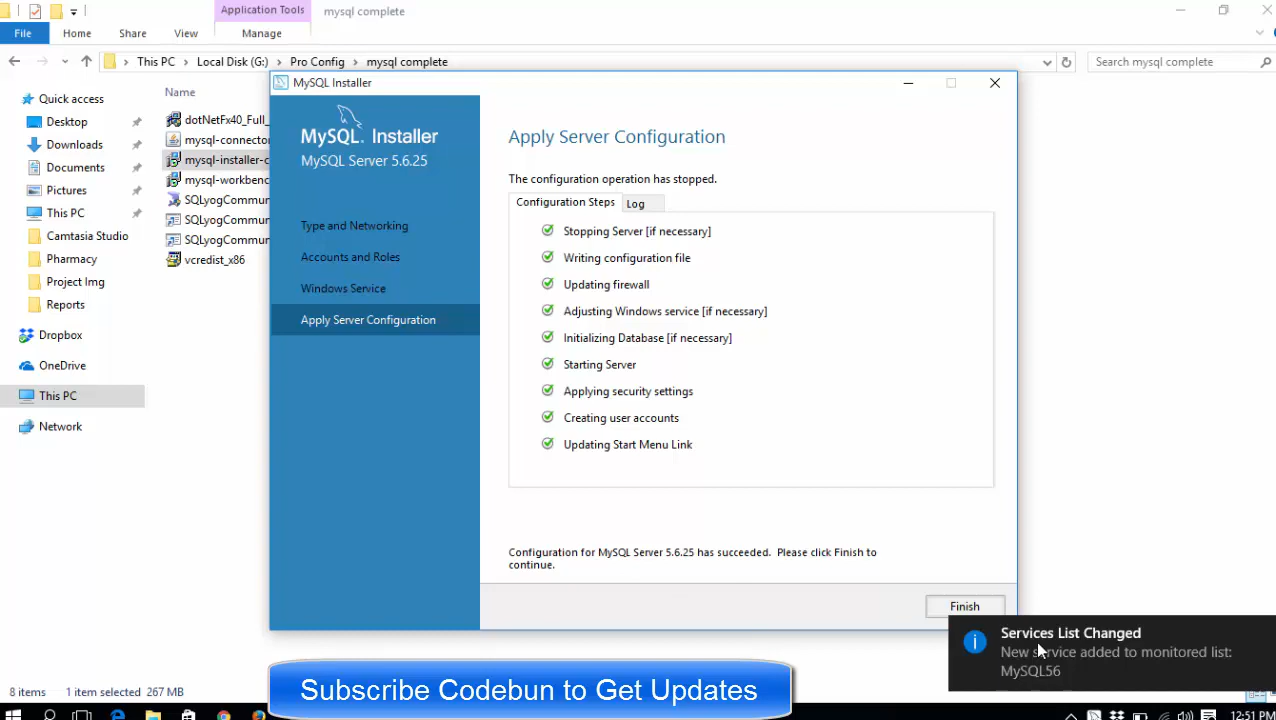 Application Tools
mysql complete
File
Home
Share
View
Manage
This PC
Local Disk (G:)
Pro Config
mysql complete
Search mysql complete
Quick access
Desktop
Downloads
Documents
Pictures
This PC
Camtasia Studio
Pharmacy
Project Img
Reports
Dropbox
OneDrive
This PC
Network
Name
dotNetFx40_Full_
mysql-connector
mysql-installer-c
mysql-workbenc
SQLyogCommun
SQLyogCommun
SQLyogCommun
vcredist_x86
MySQL Installer
MySQL. Installer
MySQL Server 5.6.25
Type and Networking
Accounts and Roles
Windows Service
Apply Server Configuration
Apply Server Configuration
The configuration operation has stopped.
Configuration Steps
Log
Stopping Server [if necessary]
Writing configuration file
Updating firewall
Adjusting Windows service [if necessary]
Initializing Database [if necessary]
Starting Server
Applying security settings
Creating user accounts
Updating Start Menu Link
Configuration for MySQL Server 5.6.25 has succeeded. Please click Finish to
continue.
Finish
Services List Changed
New service added to monitored list:
MySQL56
8 items
1 item selected 267 MB
Subscribe Codebun to Get Updates
12:51 PM